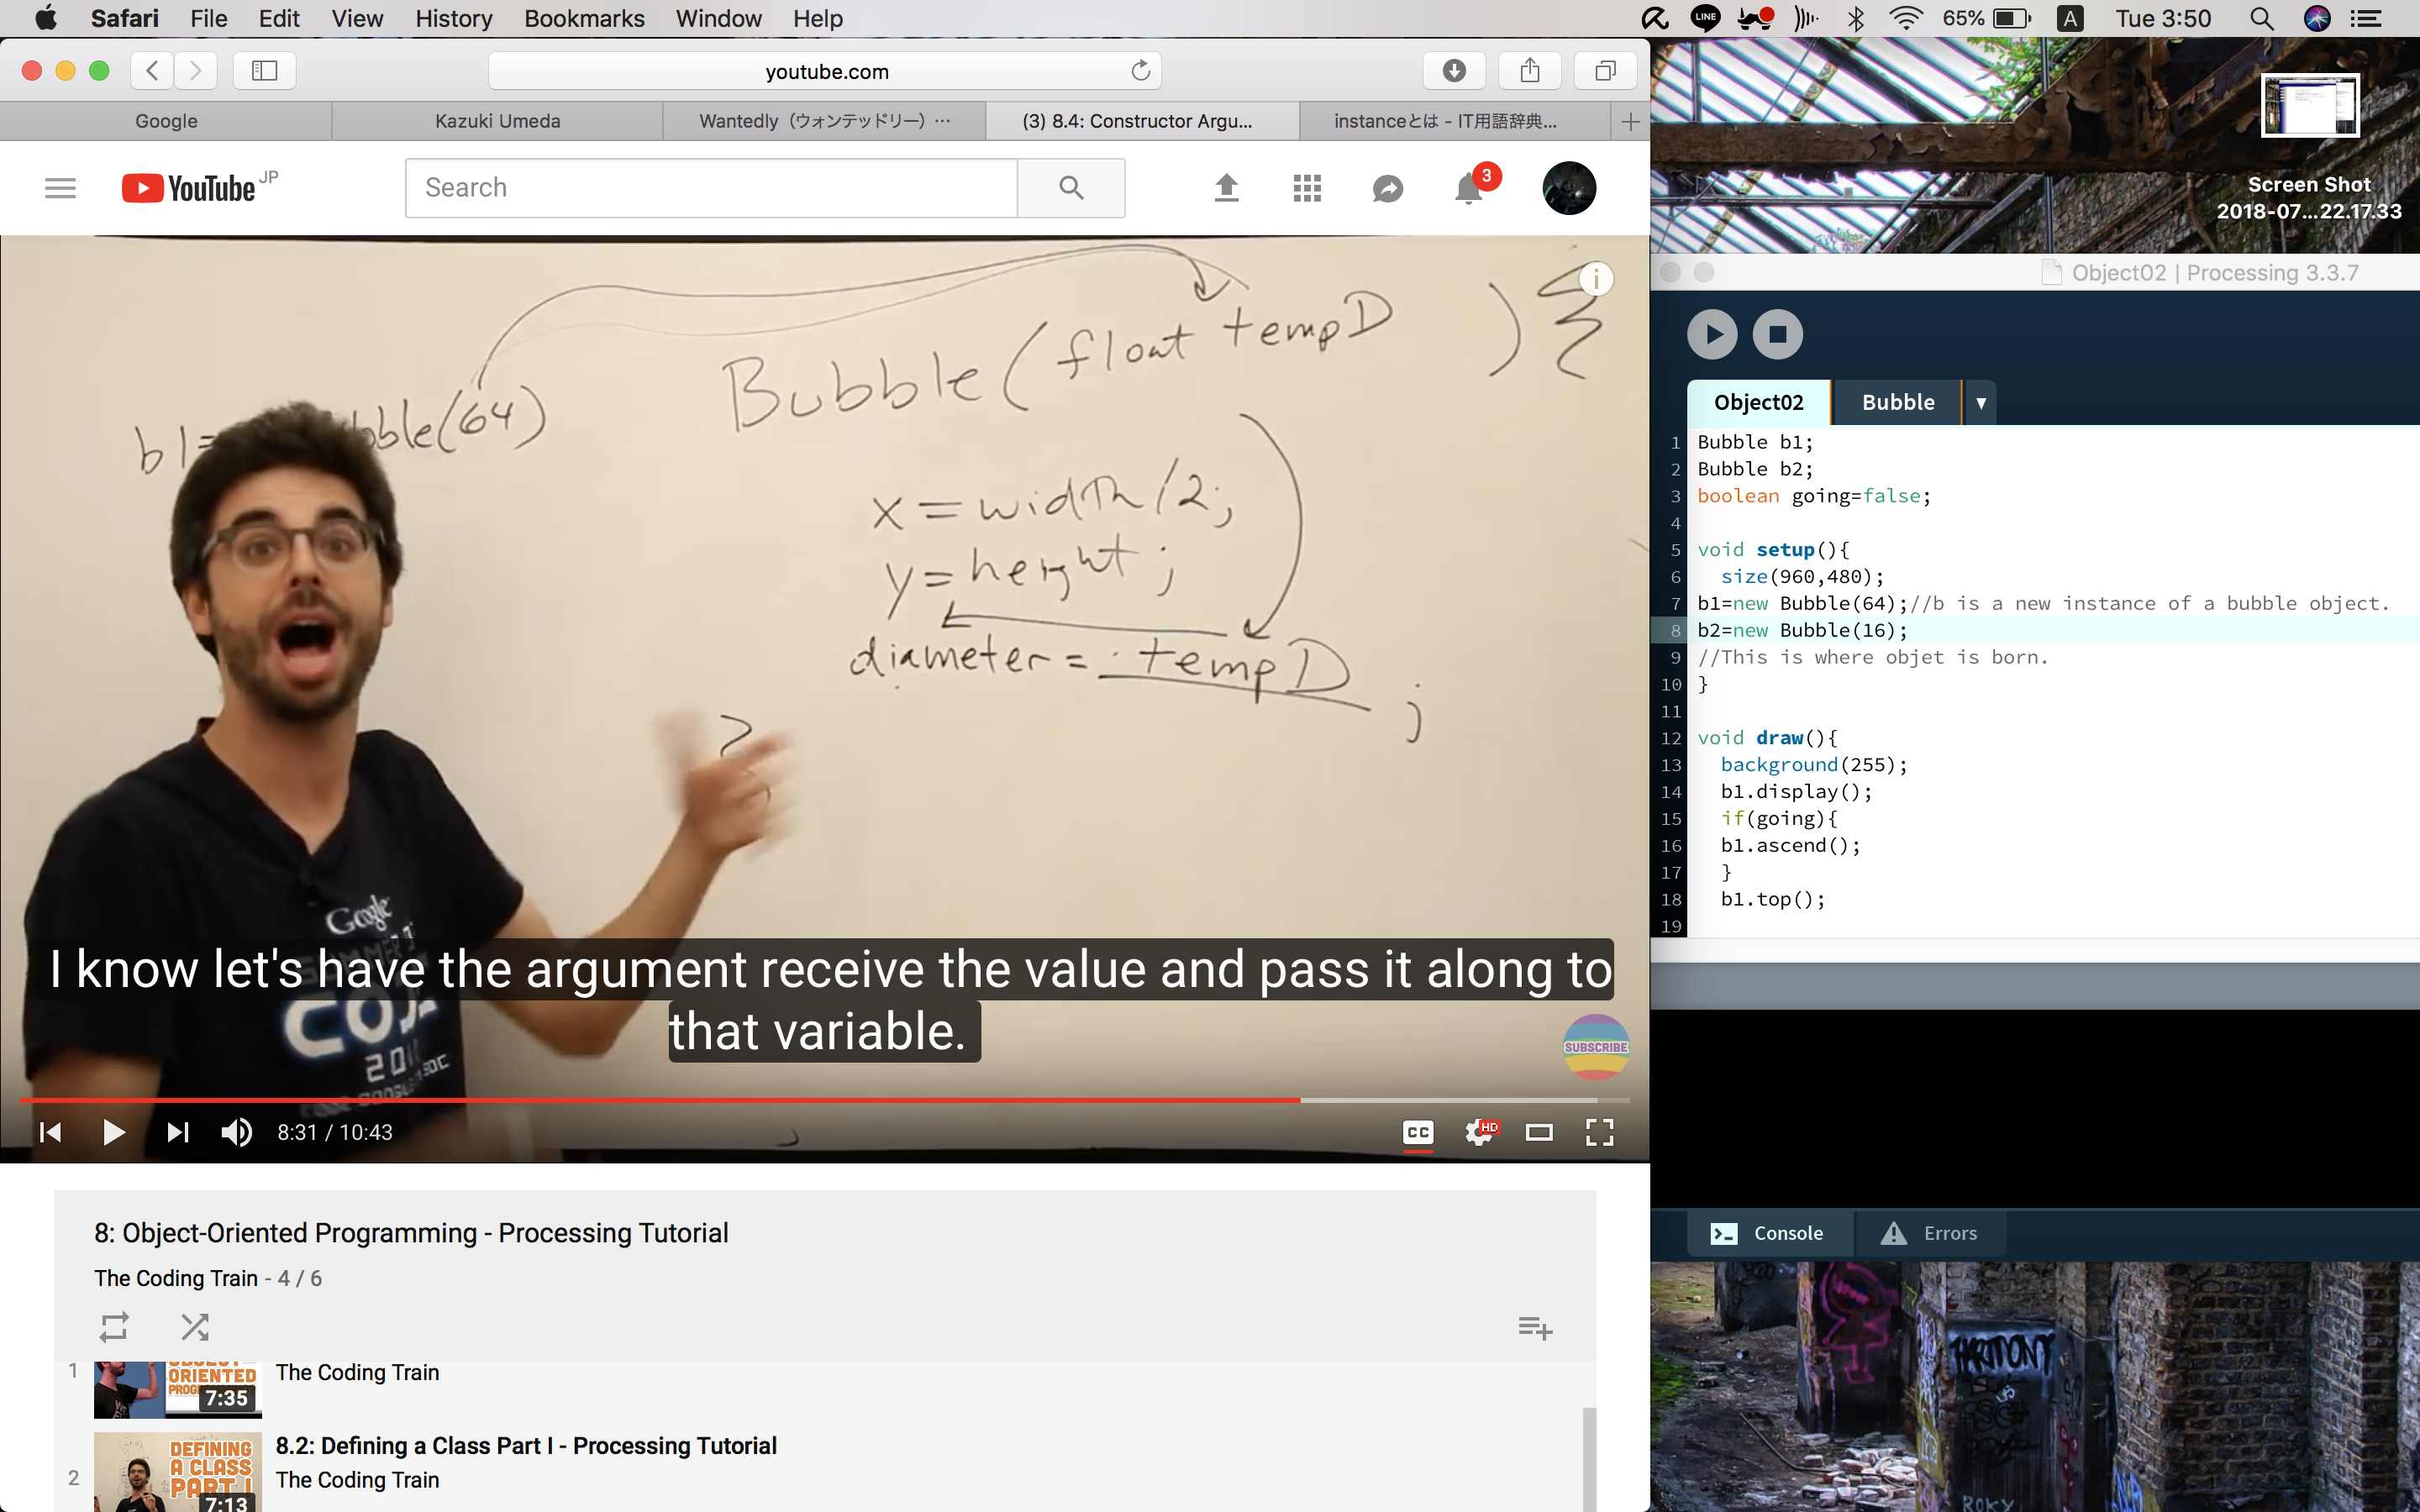 Safari File Edit View History Bookmarks Window Help
LINE 65% A Tue 3:50
youtube.com
Google Kazuki Umeda Wantedly（ウォンテッドリー）… (3) 8.4: Constructor Argu... instanceとは - IT用語辞典...
YouTube JP Search 3
Screen Shot
2018-07...22.17.33
i
Bubble(float tempD ){
b1= bble(64)
x = width/2;
y = height;
diameter = tempD ;
Google
2011
I know let's have the argument receive the value and pass it along to
that variable.
SUBSCRIBE
8:31 / 10:43 CC HD
8: Object-Oriented Programming - Processing Tutorial
The Coding Train - 4 / 6
1 ORIENTED 7:35 The Coding Train
2 DEFINING A CLASS PART I 7:13
8.2: Defining a Class Part I - Processing Tutorial
The Coding Train
Object02 | Processing 3.3.7
Object02 Bubble
1 Bubble b1;
2 Bubble b2;
3 boolean going=false;
4
5 void setup(){
6 size(960,480);
7 b1=new Bubble(64);//b is a new instance of a bubble object.
8 b2=new Bubble(16);
9 //This is where objet is born.
10 }
11
12 void draw(){
13 background(255);
14 b1.display();
15 if(going){
16 b1.ascend();
17 }
18 b1.top();
19
Console Errors
ROKY